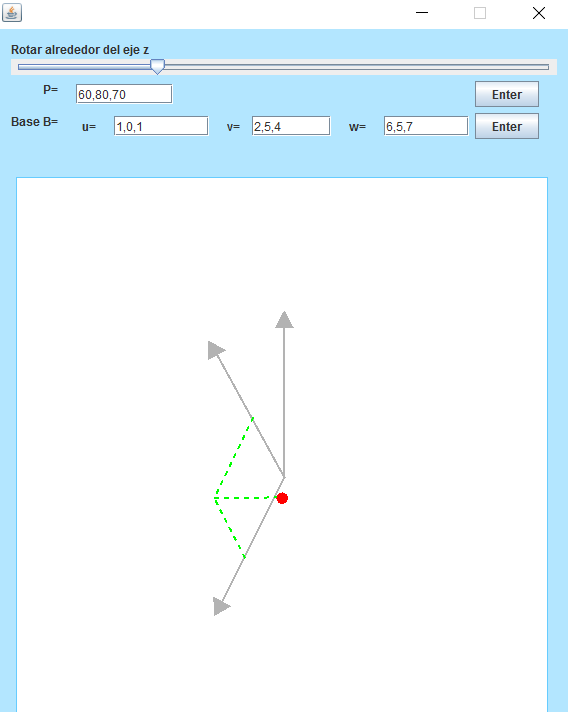 Rotar alrededor del eje z
P= 60,80,70 Enter
Base B= u= 1,0,1 v= 2,5,4 w= 6,5,7 Enter